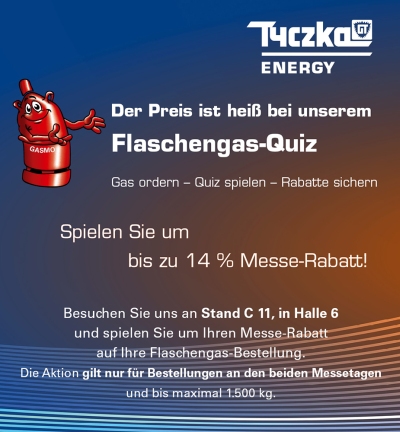 Tyczka
GT
ENERGY
Der Preis ist heiß bei unserem
Flaschengas-Quiz
GASMO
Gas ordern – Quiz spielen – Rabatte sichern
Spielen Sie um
bis zu 14 % Messe-Rabatt!
Besuchen Sie uns an Stand C 11, in Halle 6
und spielen Sie um Ihren Messe-Rabatt
auf Ihre Flaschengas-Bestellung.
Die Aktion gilt nur für Bestellungen an den beiden Messetagen
und bis maximal 1.500 kg.